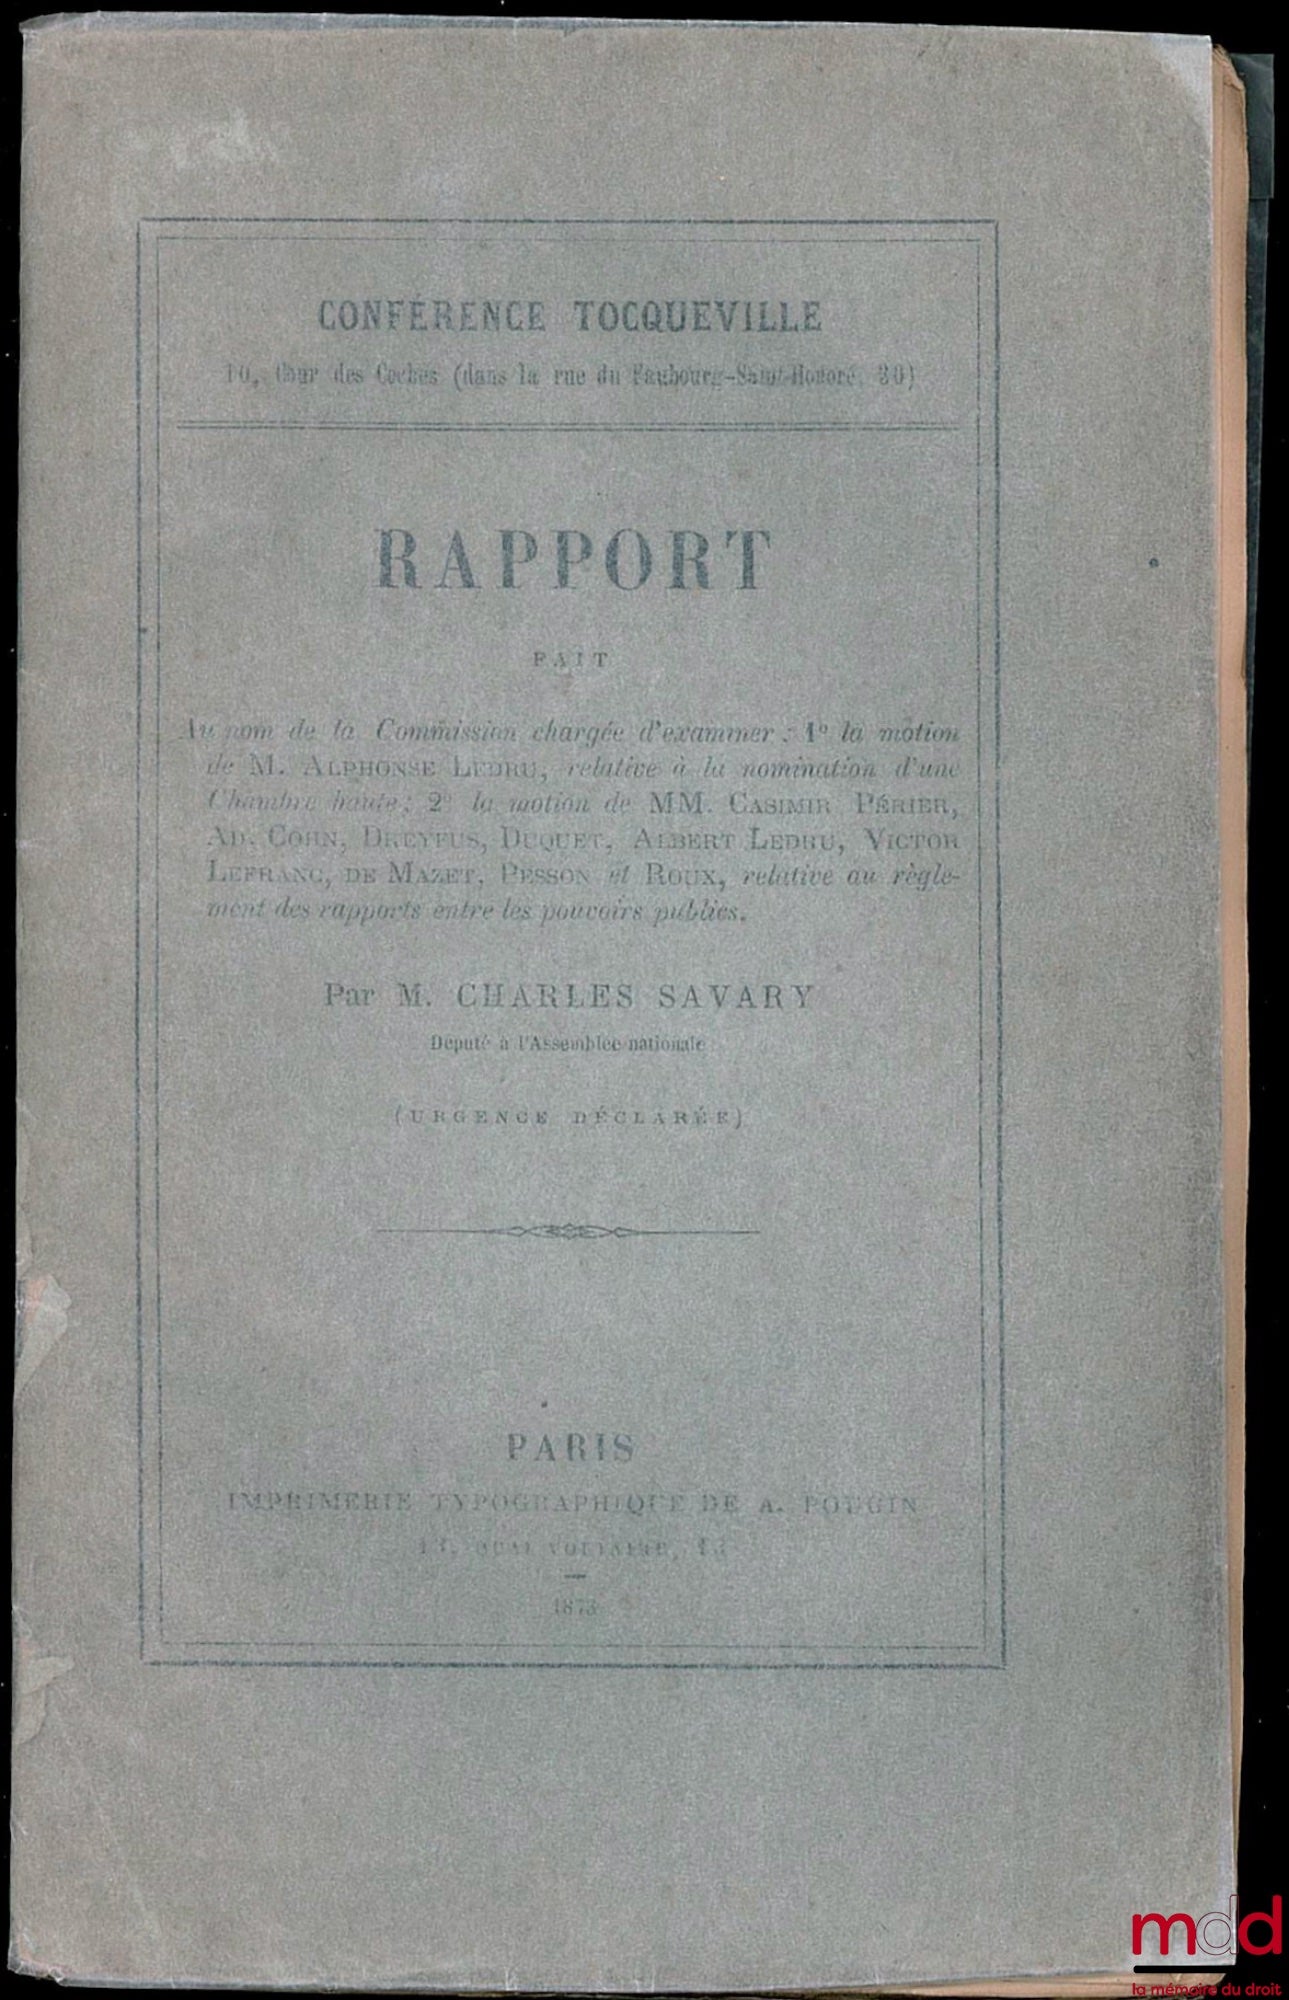 CONFÉRENCE TOCQUEVILLE
10, Cour des Coches (dans la rue du Faubourg-Saint-Honoré, 30)
RAPPORT
FAIT
Au nom de la Commission chargée d'examiner : 1º la motion
de M. ALPHONSE LEDRU, relative à la nomination d'une
Chambre haute; 2º la motion de MM. CASIMIR PÉRIER,
AD. COHN, DREYFUS, DUQUET, ALBERT LEDRU, VICTOR
LEFRANC, DE MAZET, PESSON et ROUX, relative au règle-
ment des rapports entre les pouvoirs publics.
Par M. CHARLES SAVARY
Député à l'Assemblée nationale
(URGENCE DÉCLARÉE)
PARIS
IMPRIMERIE TYPOGRAPHIQUE DE A. POUGIN
13, QUAI VOLTAIRE, 13
1873
mdd
la mémoire du droit